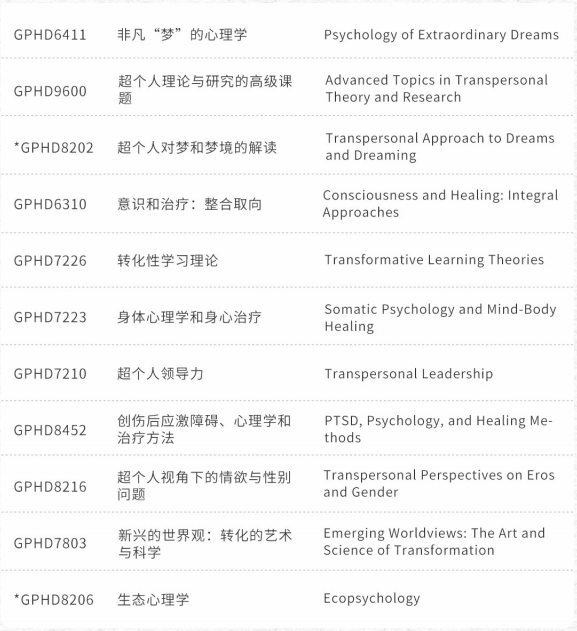 GPHD6411 非凡“梦”的心理学 Psychology of Extraordinary Dreams
GPHD9600 超个人理论与研究的高级课
题
Advanced Topics in Transpersonal
Theory and Research
*GPHD8202 超个人对梦和梦境的解读 Transpersonal Approach to Dreams
and Dreaming
GPHD6310 意识和治疗：整合取向 Consciousness and Healing: Integral
Approaches
GPHD7226 转化性学习理论 Transformative Learning Theories
GPHD7223 身体心理学和身心治疗 Somatic Psychology and Mind-Body
Healing
GPHD7210 超个人领导力 Transpersonal Leadership
GPHD8452 创伤后应激障碍、心理学和
治疗方法
PTSD, Psychology, and Healing Me-
thods
GPHD8216 超个人视角下的情欲与性别
问题
Transpersonal Perspectives on Eros
and Gender
GPHD7803 新兴的世界观：转化的艺术
与科学
Emerging Worldviews: The Art and
Science of Transformation
*GPHD8206 生态心理学 Ecopsychology